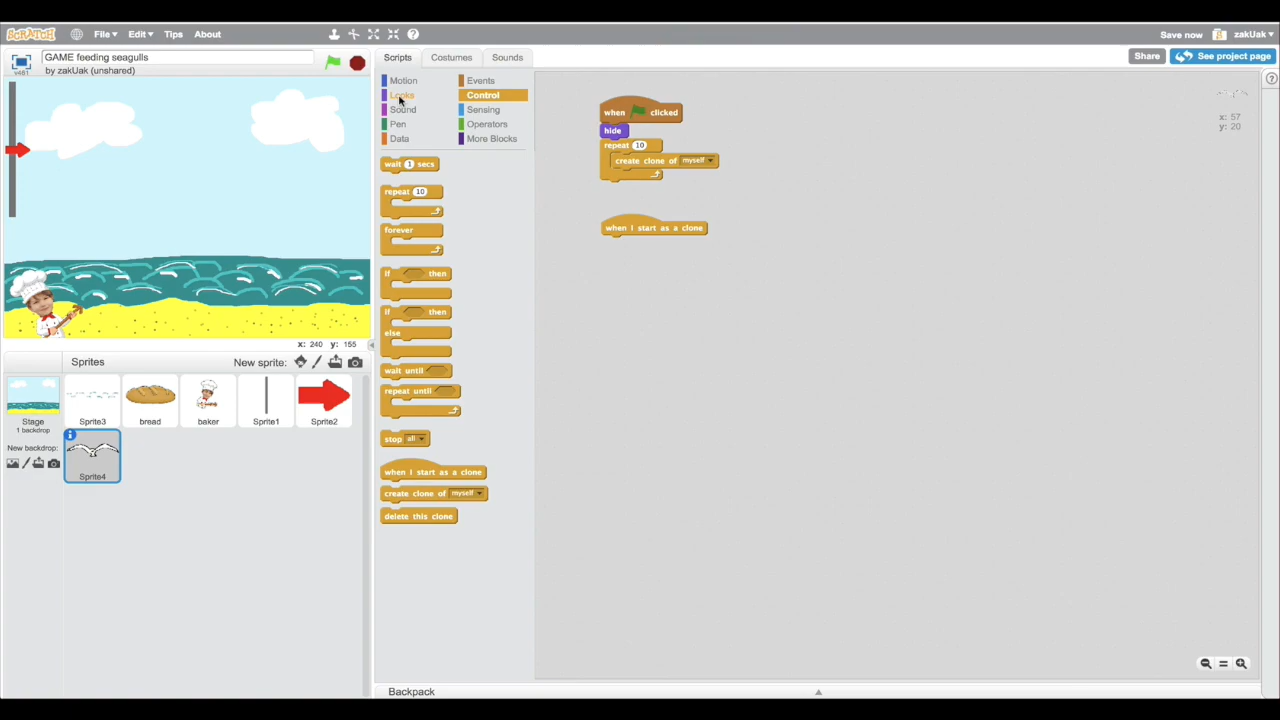 SCRATCH File Edit Tips About Save now zakUak
GAME feeding seagulls
by zakUak (unshared)
v461
Scripts Costumes Sounds
Share See project page
Motion Events
Looks Control
Sound Sensing
Pen Operators
Data More Blocks
wait 1 secs
repeat 10
forever
if then
if then
else
wait until
repeat until
stop all
when I start as a clone
create clone of myself
delete this clone
when clicked
hide
repeat 10
create clone of myself
when I start as a clone
x: 57
y: 20
x: 240 y: 155
Sprites New sprite:
Stage
1 backdrop
New backdrop:
Sprite3 bread baker Sprite1 Sprite2
Sprite4
Backpack